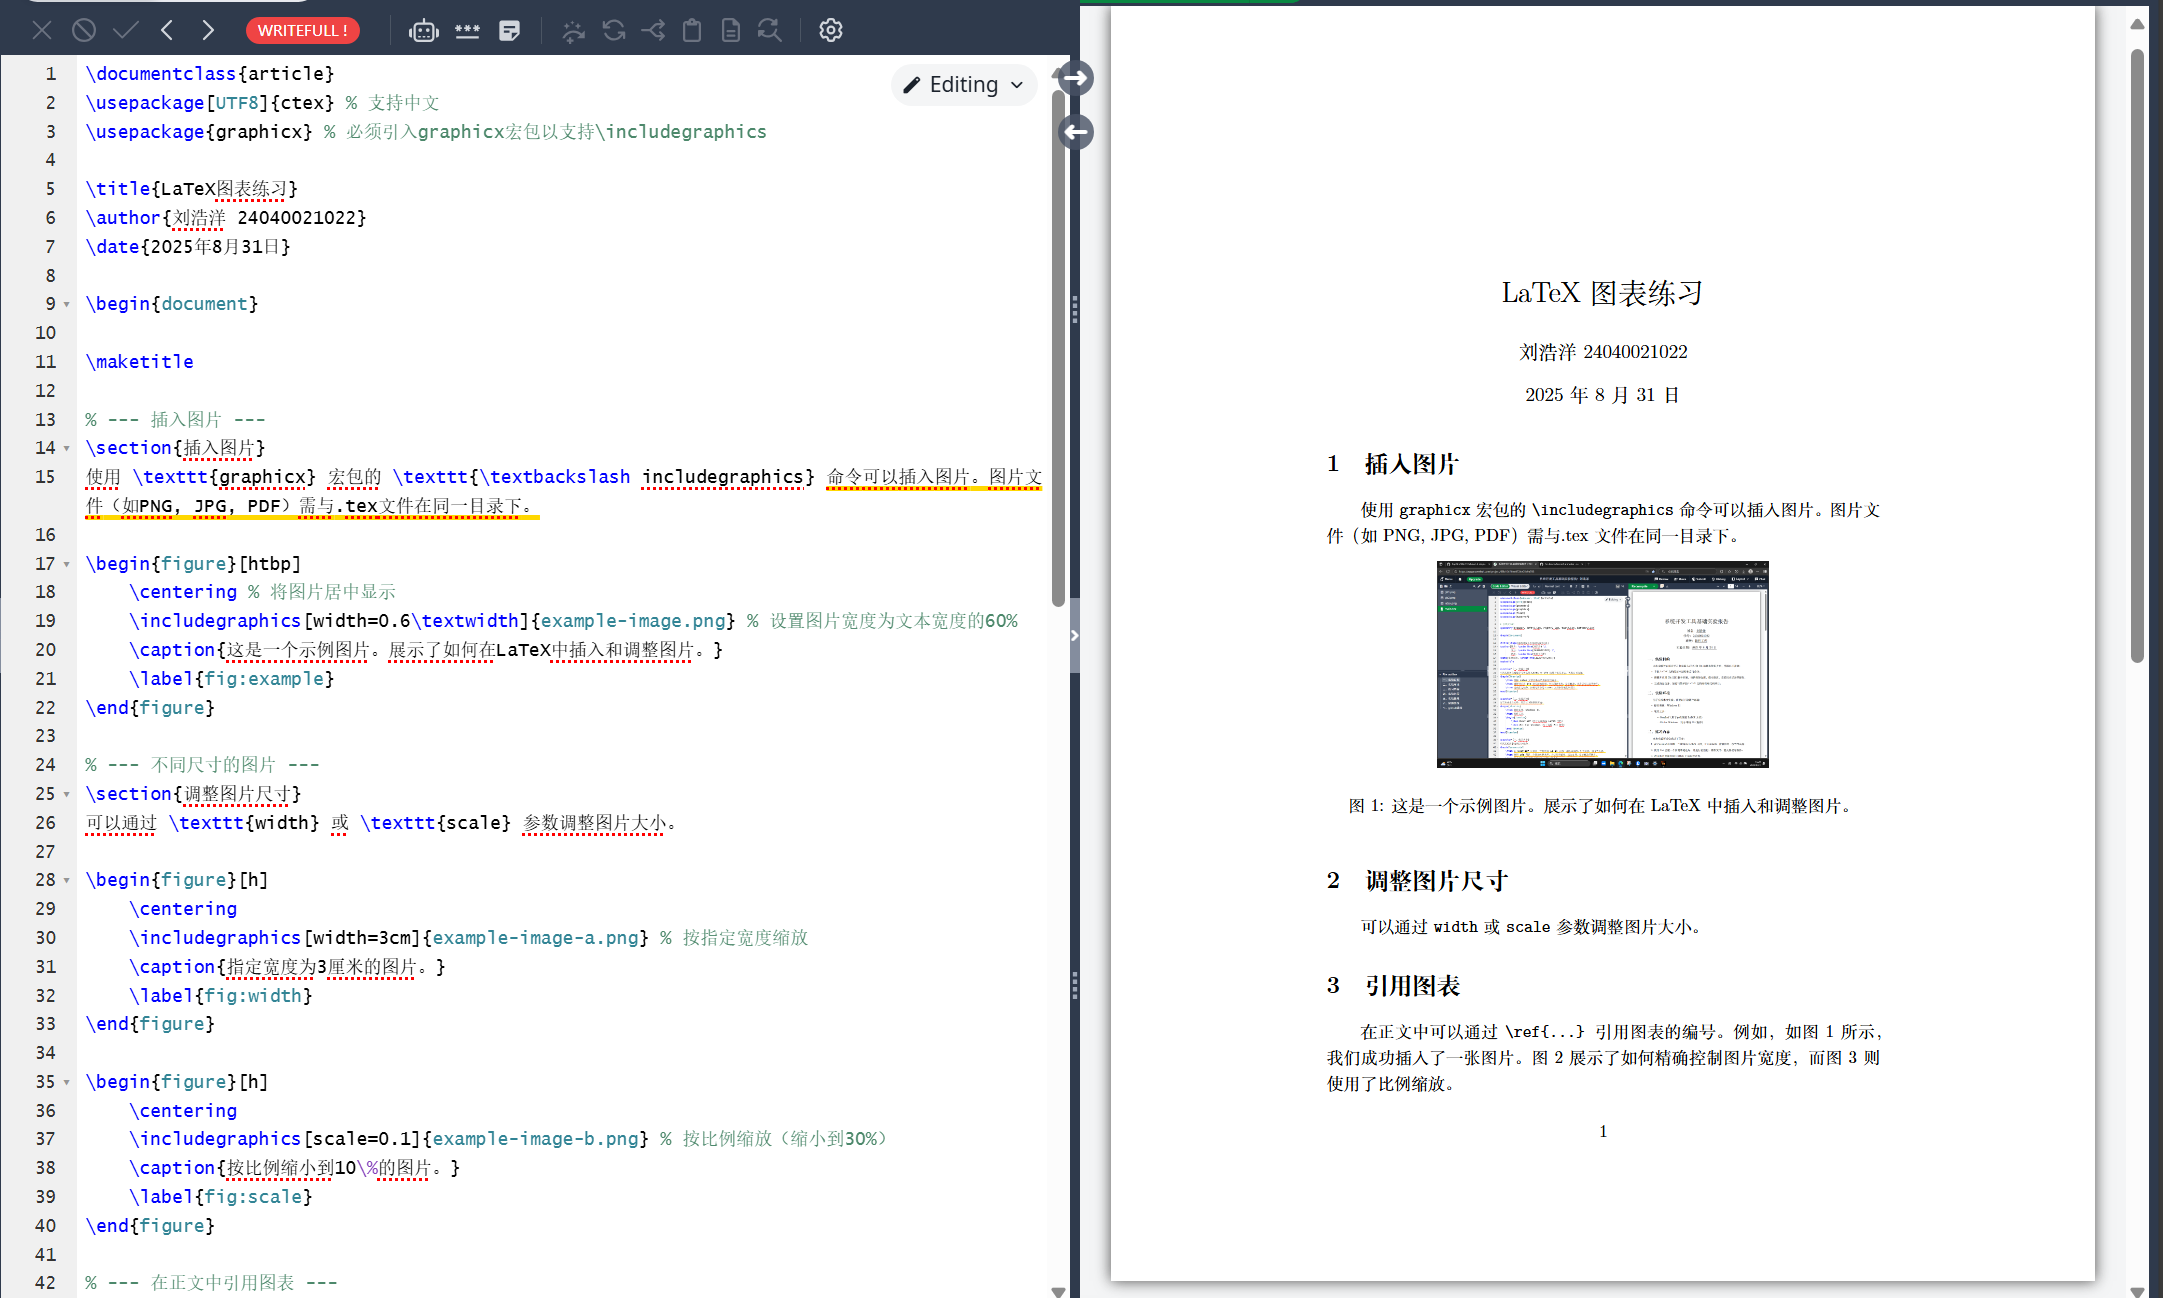 WRITEFULL !
Editing
1 \documentclass{article}
2 \usepackage[UTF8]{ctex} % 支持中文
3 \usepackage{graphicx} % 必须引入graphicx宏包以支持\includegraphics
4
5 \title{LaTeX图表练习}
6 \author{刘浩洋 24040021022}
7 \date{2025年8月31日}
8
9 \begin{document}
10
11 \maketitle
12
13 % --- 插入图片 ---
14 \section{插入图片}
15 使用 \texttt{graphicx} 宏包的 \texttt{\textbackslash includegraphics} 命令可以插入图片。图片文
件（如PNG, JPG, PDF）需与.tex文件在同一目录下。
16
17 \begin{figure}[htbp]
18 \centering % 将图片居中显示
19 \includegraphics[width=0.6\textwidth]{example-image.png} % 设置图片宽度为文本宽度的60%
20 \caption{这是一个示例图片。展示了如何在LaTeX中插入和调整图片。}
21 \label{fig:example}
22 \end{figure}
23
24 % --- 不同尺寸的图片 ---
25 \section{调整图片尺寸}
26 可以通过 \texttt{width} 或 \texttt{scale} 参数调整图片大小。
27
28 \begin{figure}[h]
29 \centering
30 \includegraphics[width=3cm]{example-image-a.png} % 按指定宽度缩放
31 \caption{指定宽度为3厘米的图片。}
32 \label{fig:width}
33 \end{figure}
34
35 \begin{figure}[h]
36 \centering
37 \includegraphics[scale=0.1]{example-image-b.png} % 按比例缩放（缩小到30%）
38 \caption{按比例缩小到10\%的图片。}
39 \label{fig:scale}
40 \end{figure}
41
42 % --- 在正文中引用图表 ---
LaTeX 图表练习
刘浩洋 24040021022
2025 年 8 月 31 日
1 插入图片
使用 graphicx 宏包的 \includegraphics 命令可以插入图片。图片文
件（如 PNG, JPG, PDF）需与.tex 文件在同一目录下。
系统开发工具基础实验报告
图 1: 这是一个示例图片。展示了如何在 LaTeX 中插入和调整图片。
2 调整图片尺寸
可以通过 width 或 scale 参数调整图片大小。
3 引用图表
在正文中可以通过 \ref{...} 引用图表的编号。例如，如图 1 所示，
我们成功插入了一张图片。图 2 展示了如何精确控制图片宽度，而图 3 则
使用了比例缩放。
1